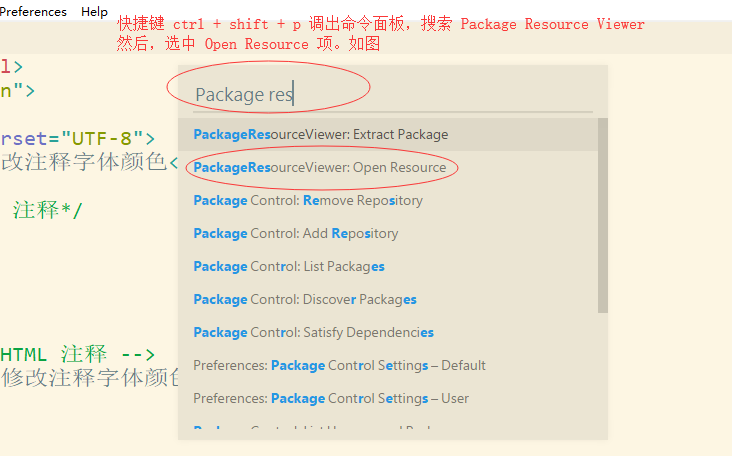 Preferences Help
快捷键 ctrl + shift + p 调出命令面板，搜索 Package Resource Viewer
然后，选中 Open Resource 项。如图
l>
n">
Package res
rset="UTF-8">
PackageResourceViewer: Extract Package
改注释字体颜色<
PackageResourceViewer: Open Resource
Package Control: Remove Repository
注释*/
Package Control: Add Repository
Package Control: List Packages
Package Control: Discover Packages
Package Control: Satisfy Dependencies
HTML 注释 -->
Preferences: Package Control Settings – Default
修改注释字体颜色
Preferences: Package Control Settings – User